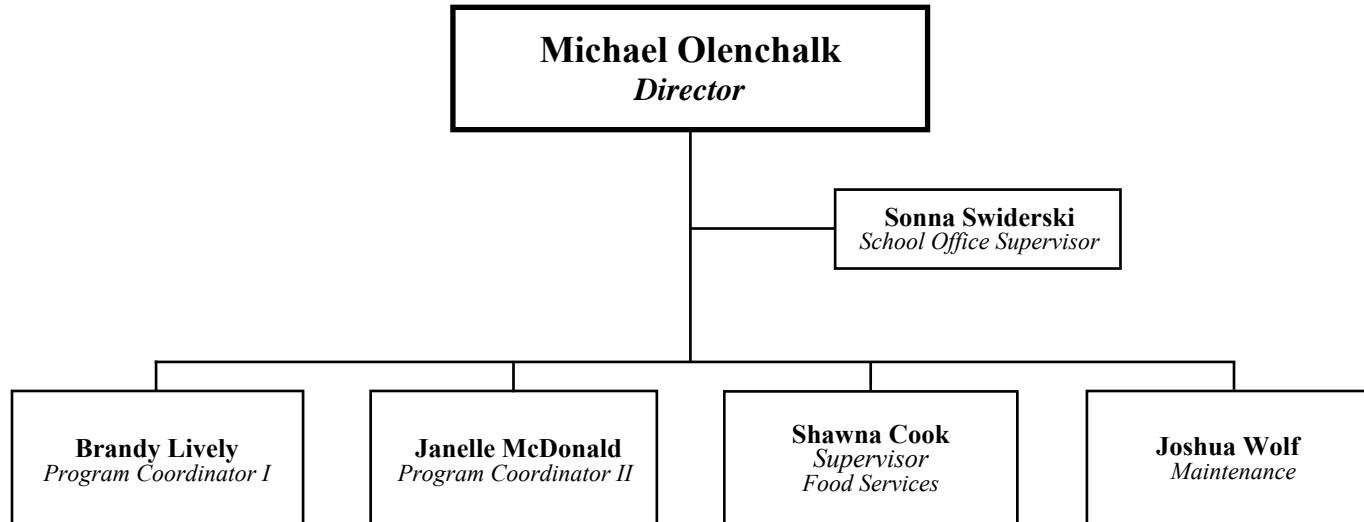 Michael Olenchalk
Director
Sonna Swiderski
School Office Supervisor
Brandy Lively
Program Coordinator I
Janelle McDonald
Program Coordinator II
Shawna Cook
Supervisor
Food Services
Joshua Wolf
Maintenance